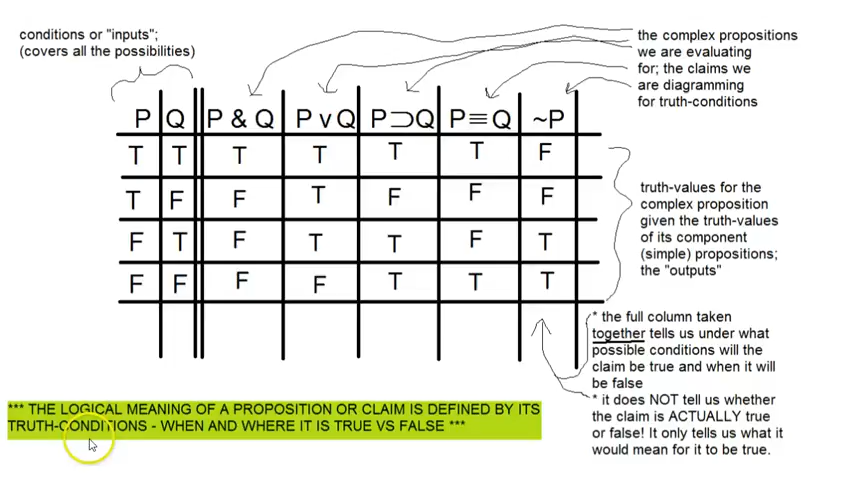 conditions or "inputs";
(covers all the possibilities)
the complex propositions
we are evaluating
for; the claims we
are diagramming
for truth-conditions
P Q P & Q P v Q P⊃Q P≡Q ~P
T T T T T T F
T F F T F F F
F T F T T F T
F F F F T T T
truth-values for the
complex proposition
given the truth-values
of its component
(simple) propositions;
the "outputs"
* the full column taken
together tells us under what
possible conditions will the
claim be true and when it will
be false
* it does NOT tell us whether
the claim is ACTUALLY true
or false! It only tells us what it
would mean for it to be true.
*** THE LOGICAL MEANING OF A PROPOSITION OR CLAIM IS DEFINED BY ITS
TRUTH-CONDITIONS - WHEN AND WHERE IT IS TRUE VS FALSE ***